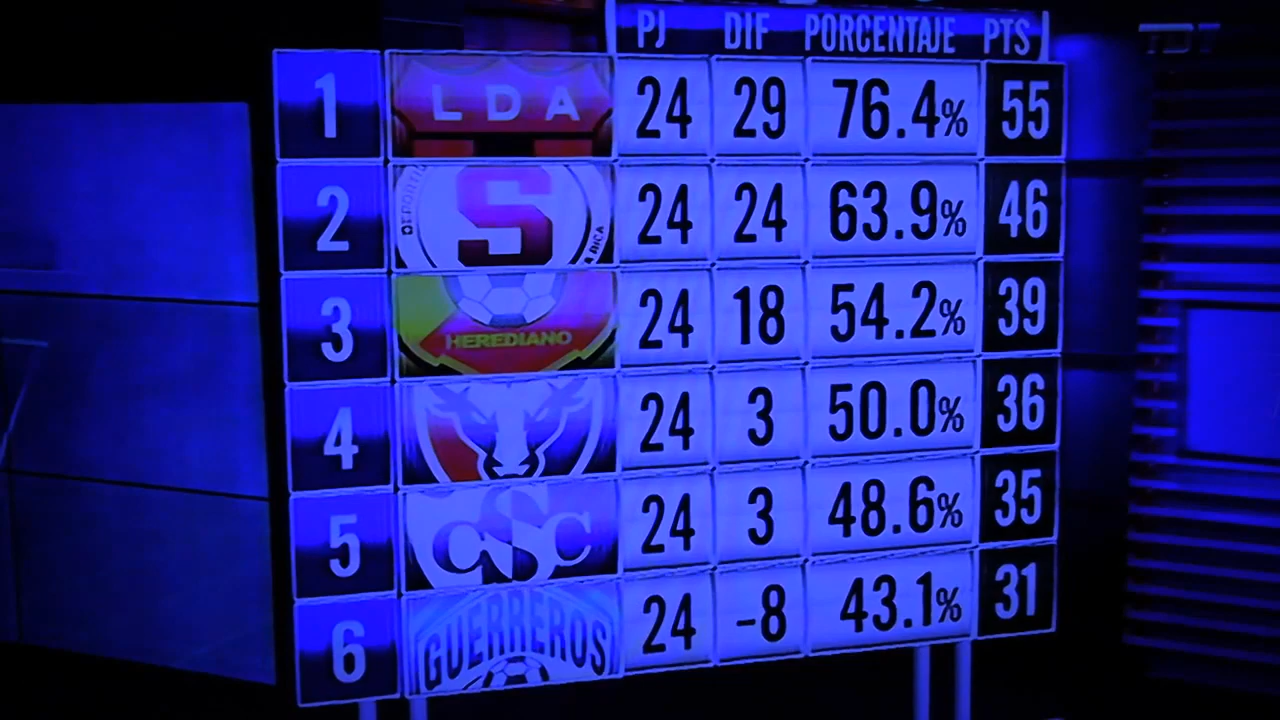 PJ DIF PORCENTAJE PTS
TDT
1 LDA 24 29 76.4% 55
2 S 24 24 63.9% 46
3 HEREDIANO 24 18 54.2% 39
4 24 3 50.0% 36
5 CSC 24 3 48.6% 35
6 GUERREROS 24 -8 43.1% 31